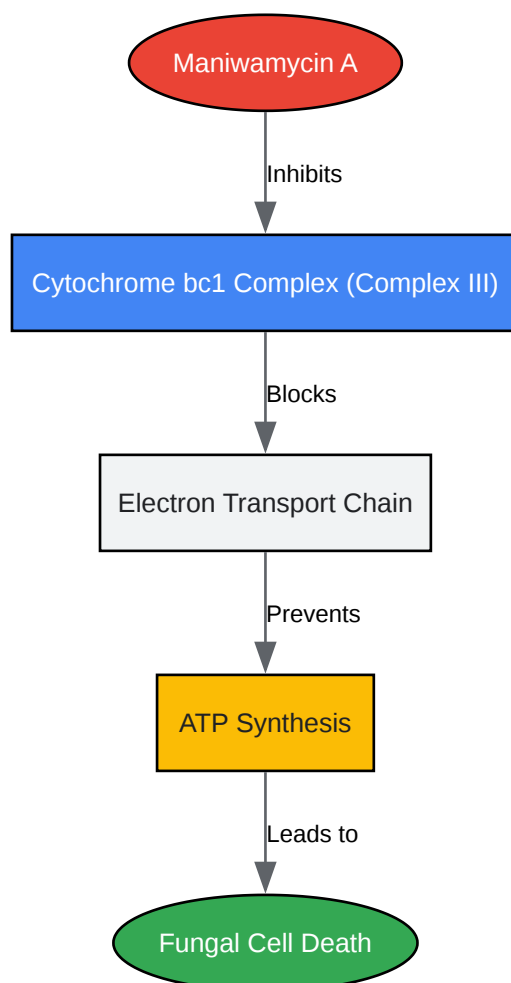 Maniwamycin A
Inhibits
Cytochrome bc1 Complex (Complex III)
Blocks
Electron Transport Chain
Prevents
ATP Synthesis
Leads to
Fungal Cell Death